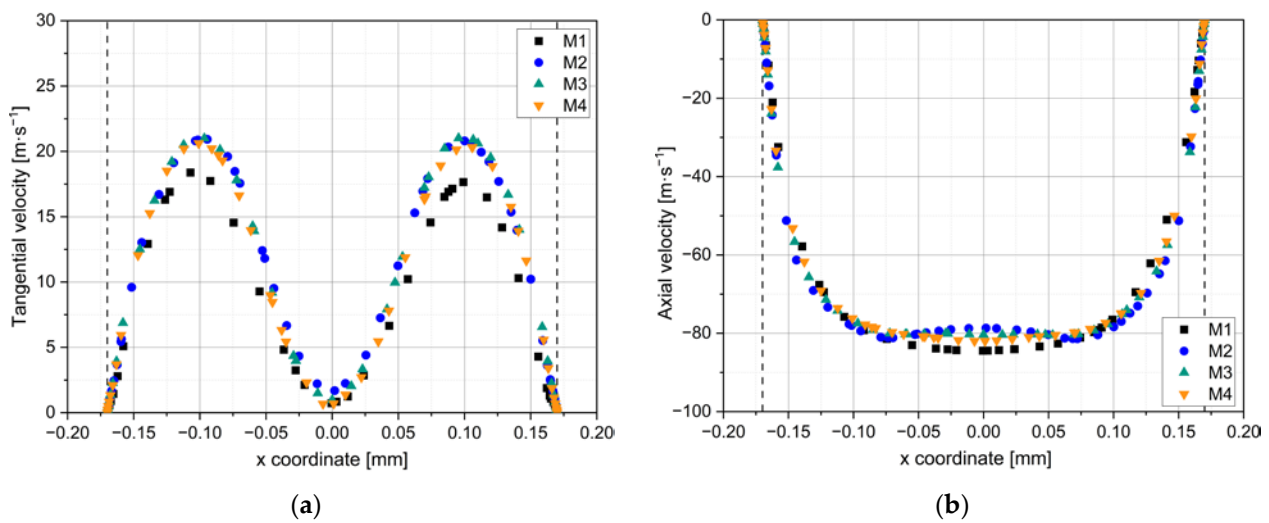 30
25
20
15
10
5
0
Tangential velocity [m·s⁻¹]
M1
M2
M3
M4
−0.20 −0.15 −0.10 −0.05 0.00 0.05 0.10 0.15 0.20
x coordinate [mm]
(a)
0
−20
−40
−60
−80
−100
Axial velocity [m·s⁻¹]
M1
M2
M3
M4
−0.20 −0.15 −0.10 −0.05 0.00 0.05 0.10 0.15 0.20
x coordinate [mm]
(b)